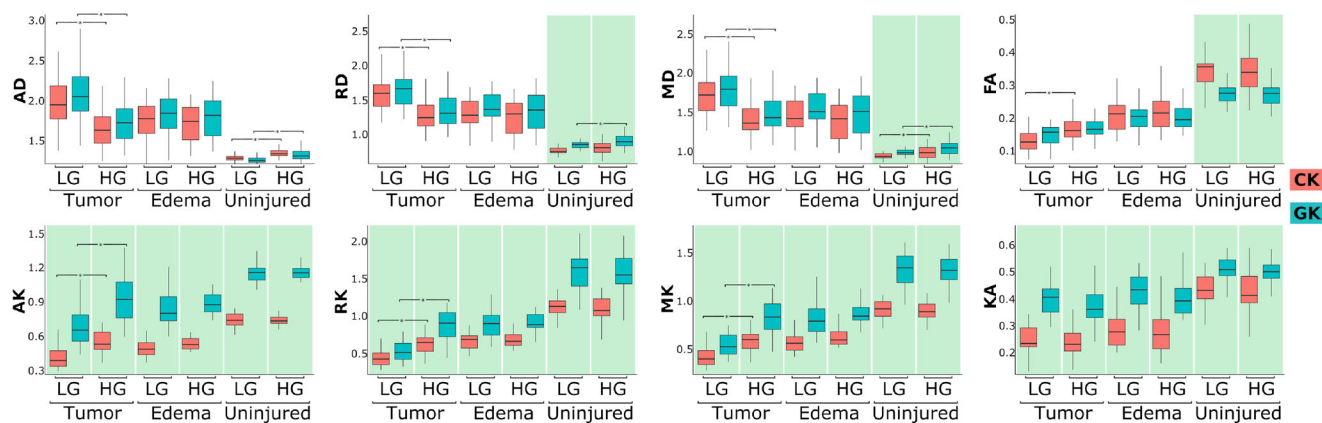 AD
3.0
2.5
2.0
1.5
LG HG LG HG LG HG
Tumor Edema Uninjured
RD
2.5
2.0
1.5
1.0
LG HG LG HG LG HG
Tumor Edema Uninjured
MD
2.5
2.0
1.5
1.0
LG HG LG HG LG HG
Tumor Edema Uninjured
FA
0.5
0.4
0.3
0.2
0.1
LG HG LG HG LG HG
Tumor Edema Uninjured
CK
GK
AK
1.5
1.2
0.9
0.6
0.3
LG HG LG HG LG HG
Tumor Edema Uninjured
RK
2.0
1.5
1.0
0.5
LG HG LG HG LG HG
Tumor Edema Uninjured
MK
1.5
1.0
0.5
LG HG LG HG LG HG
Tumor Edema Uninjured
KA
0.6
0.5
0.4
0.3
0.2
LG HG LG HG LG HG
Tumor Edema Uninjured